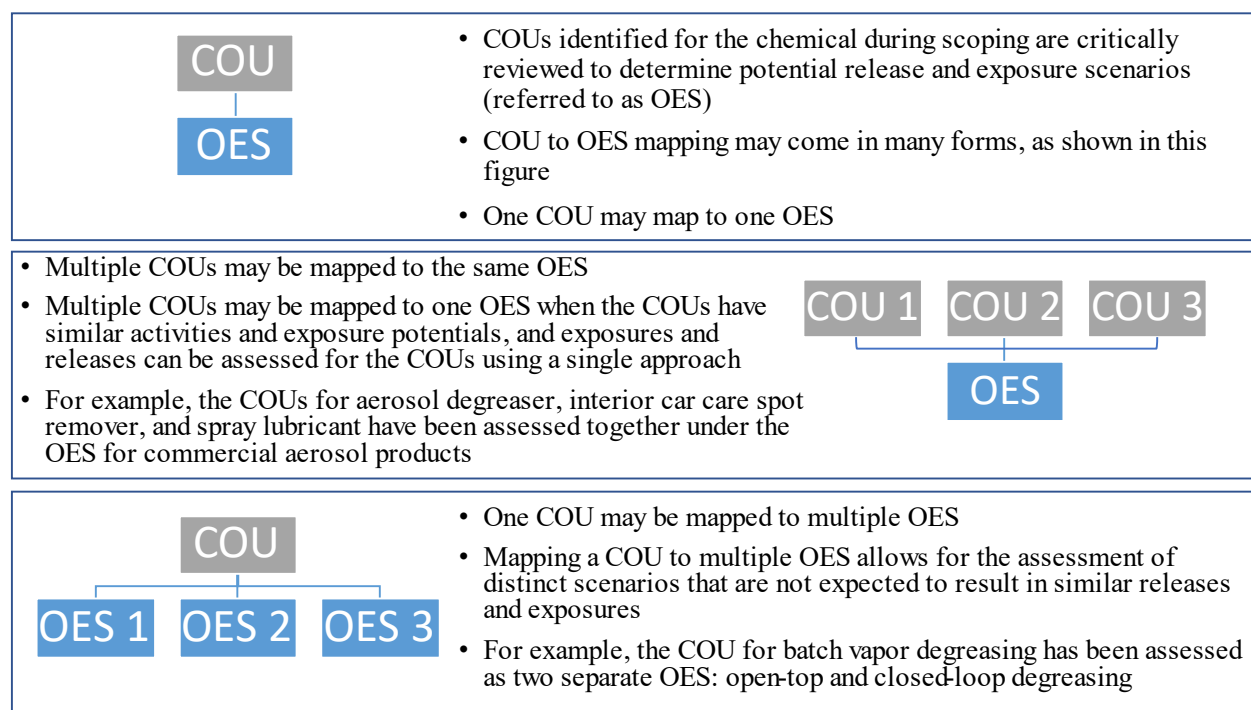 COU
OES
• COUs identified for the chemical during scoping are critically
reviewed to determine potential release and exposure scenarios
(referred to as OES)
• COU to OES mapping may come in many forms, as shown in this
figure
• One COU may map to one OES
• Multiple COUs may be mapped to the same OES
• Multiple COUs may be mapped to one OES when the COUs have
similar activities and exposure potentials, and exposures and
releases can be assessed for the COUs using a single approach
• For example, the COUs for aerosol degreaser, interior car care spot
remover, and spray lubricant have been assessed together under the
OES for commercial aerosol products
COU 1 COU 2 COU 3
OES
COU
OES 1 OES 2 OES 3
• One COU may be mapped to multiple OES
• Mapping a COU to multiple OES allows for the assessment of
distinct scenarios that are not expected to result in similar releases
and exposures
• For example, the COU for batch vapor degreasing has been assessed
as two separate OES: open-top and closed-loop degreasing